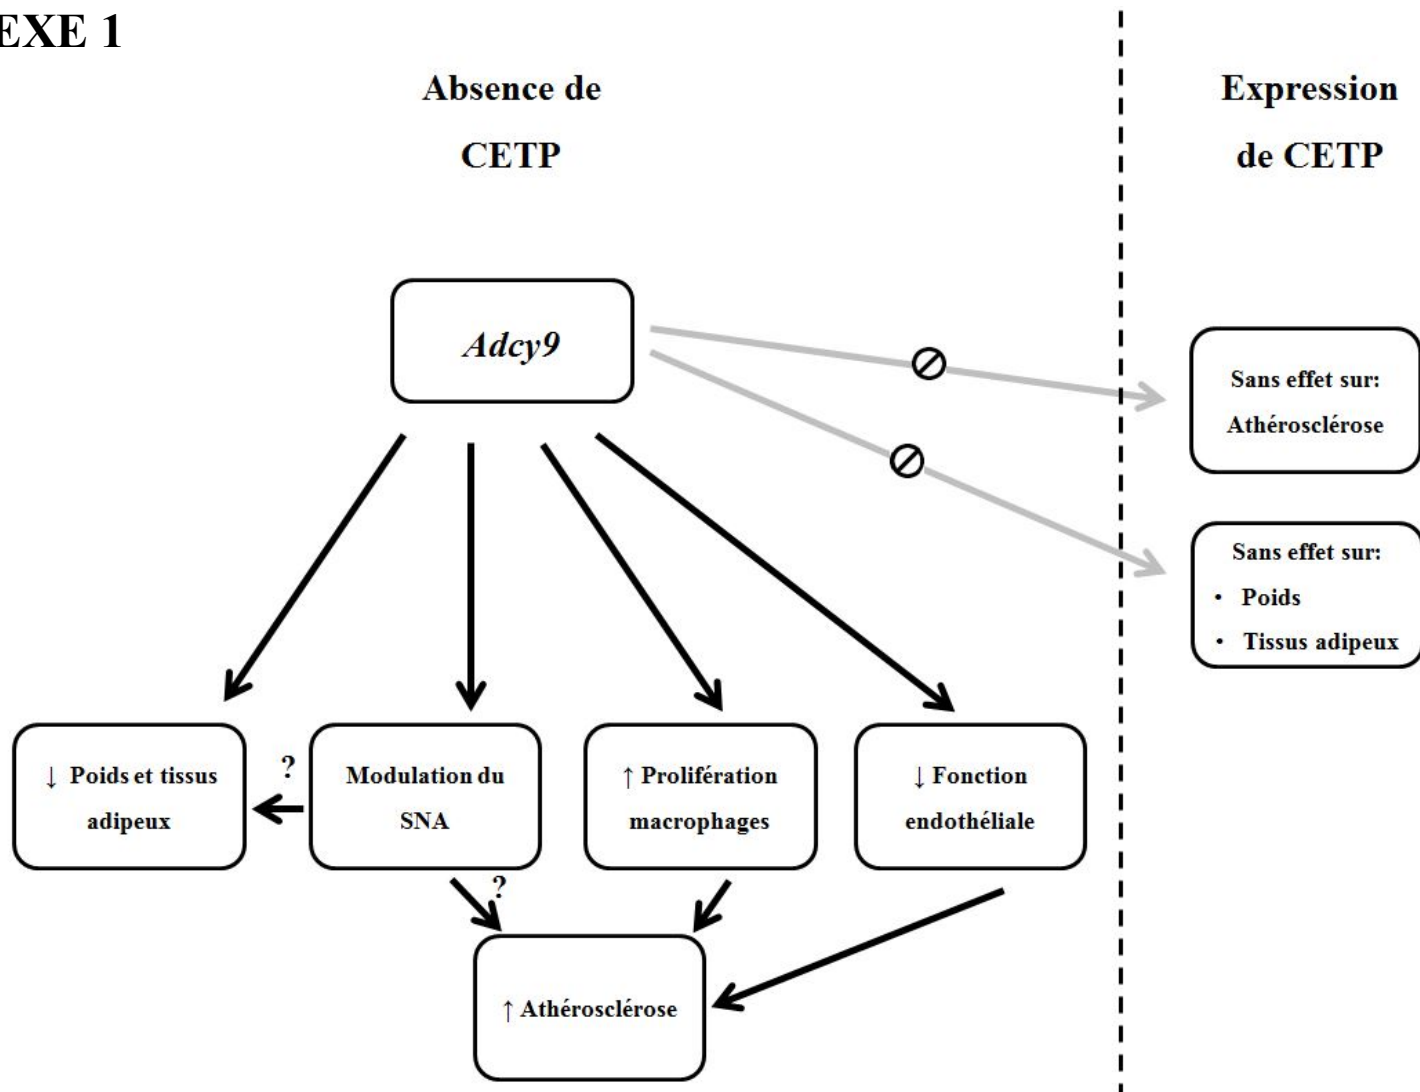 EXE 1
Absence de
CETP
Expression
de CETP
Adcy9
Sans effet sur:
Athérosclérose
Sans effet sur:
• Poids
• Tissus adipeux
↓ Poids et tissus
adipeux
?
Modulation du
SNA
↑ Prolifération
macrophages
↓ Fonction
endothéliale
?
↑ Athérosclérose